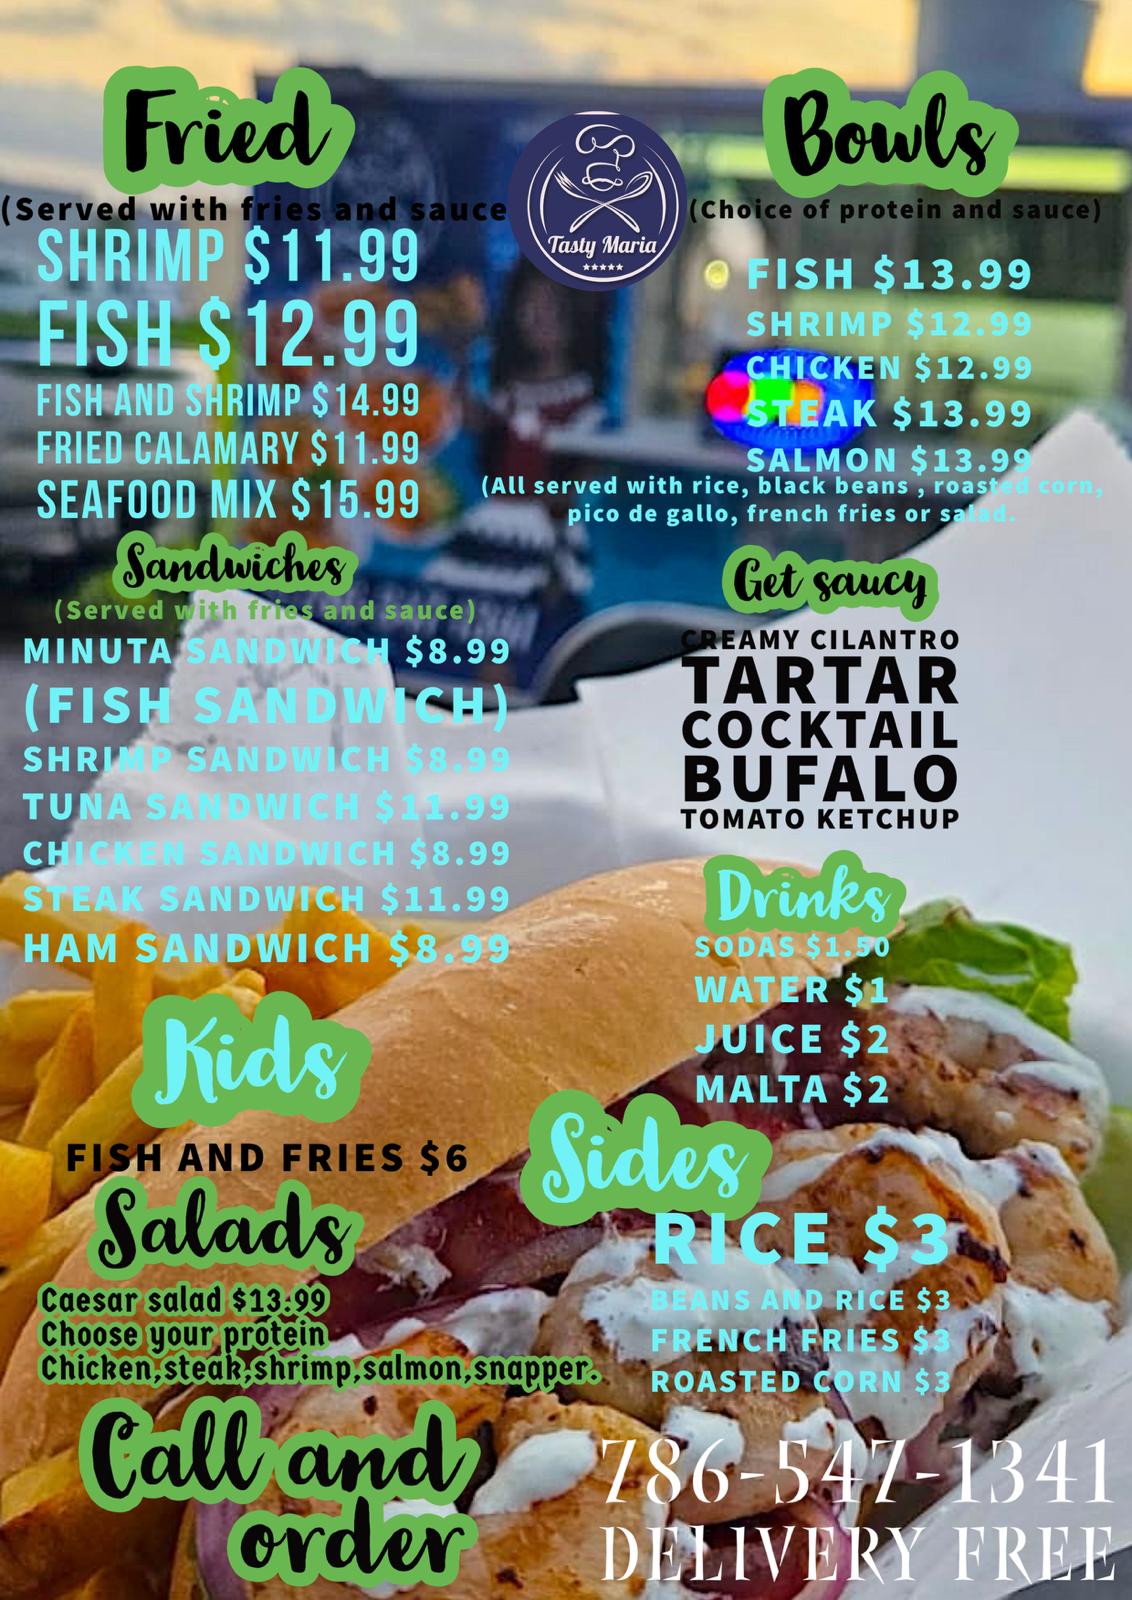 Fried
(Served with fries and sauce
SHRIMP $11.99
FISH $12.99
FISH AND SHRIMP $14.99
FRIED CALAMARY $11.99
SEAFOOD MIX $15.99
Sandwiches
(Served with fries and sauce)
MINUTA SANDWICH $8.99
(FISH SANDWICH)
SHRIMP SANDWICH $8.99
TUNA SANDWICH $11.99
CHICKEN SANDWICH $8.99
STEAK SANDWICH $11.99
HAM SANDWICH $8.99
Kids
FISH AND FRIES $6
Salads
Caesar salad $13.99
Choose your protein
Chicken,steak,shrimp,salmon,snapper.
Call and
order
Tasty Maria
Bowls
(Choice of protein and sauce)
FISH $13.99
SHRIMP $12.99
CHICKEN $12.99
STEAK $13.99
SALMON $13.99
(All served with rice, black beans , roasted corn,
pico de gallo, french fries or salad.
Get saucy
CREAMY CILANTRO
TARTAR
COCKTAIL
BUFALO
TOMATO KETCHUP
Drinks
SODAS $1.50
WATER $1
JUICE $2
MALTA $2
Sides
RICE $3
BEANS AND RICE $3
FRENCH FRIES $3
ROASTED CORN $3
786-547-1341
DELIVERY FREE